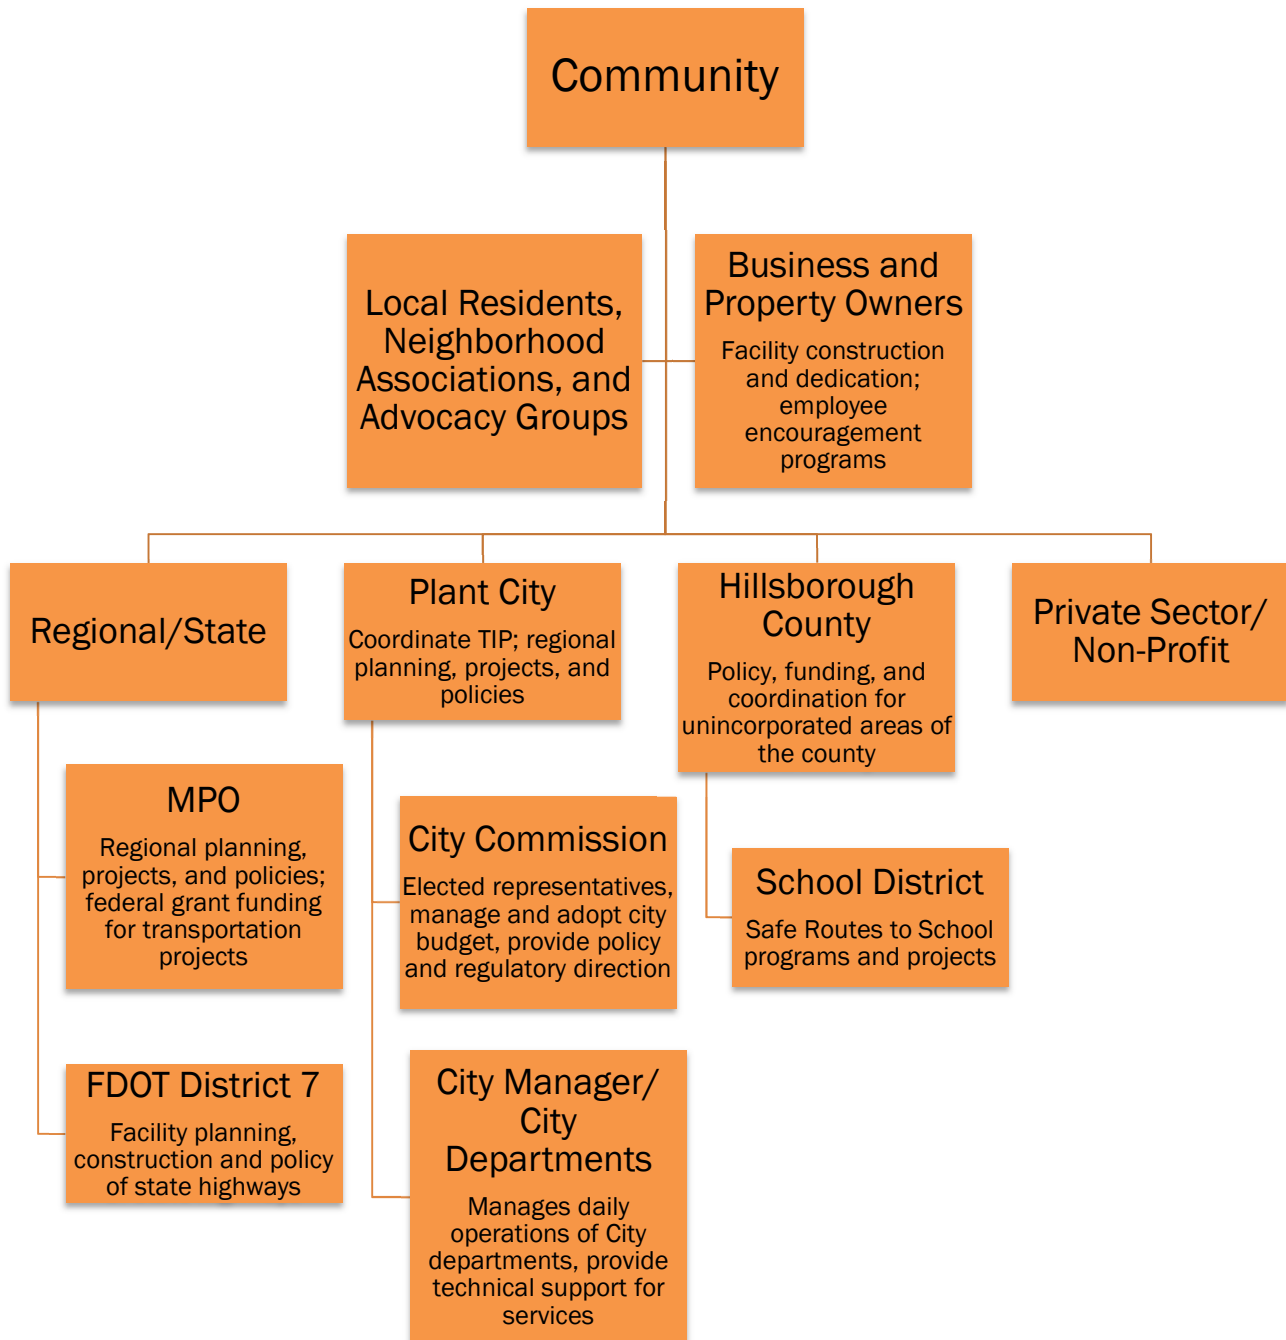 Community
Local Residents,
Neighborhood
Associations, and
Advocacy Groups
Business and
Property Owners
Facility construction
and dedication;
employee
encouragement
programs
Regional/State
MPO
Regional planning,
projects, and policies;
federal grant funding
for transportation
projects
FDOT District 7
Facility planning,
construction and policy
of state highways
Plant City
Coordinate TIP; regional
planning, projects, and
policies
City Commission
Elected representatives,
manage and adopt city
budget, provide policy
and regulatory direction
City Manager/
City
Departments
Manages daily
operations of City
departments, provide
technical support for
services
Hillsborough
County
Policy, funding, and
coordination for
unincorporated areas of
the county
School District
Safe Routes to School
programs and projects
Private Sector/
Non-Profit